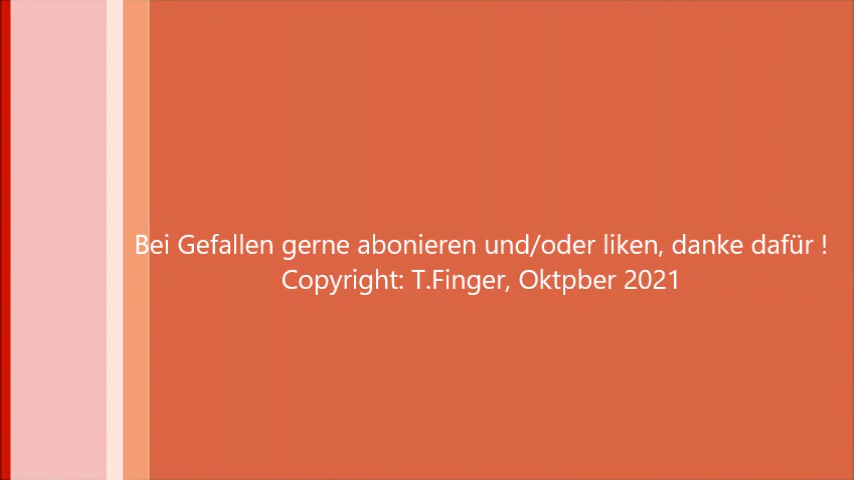 Bei Gefallen gerne abonieren und/oder liken, danke dafür !
Copyright: T.Finger, Oktpber 2021